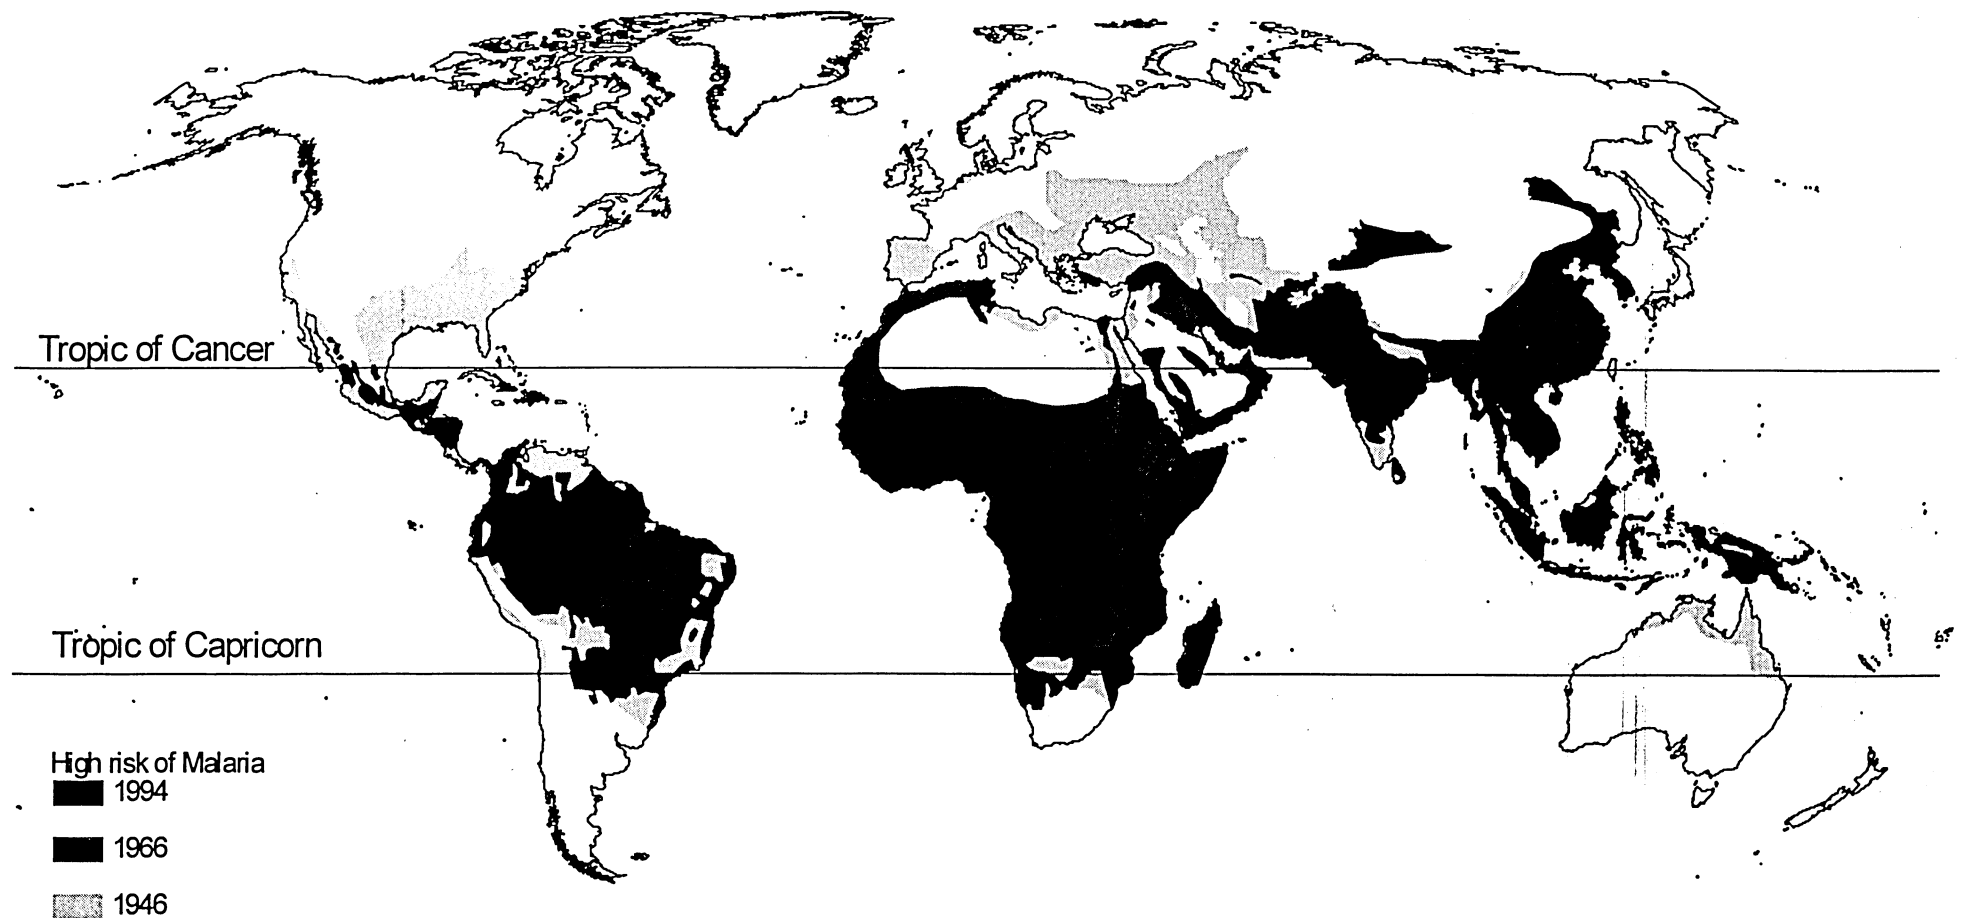 Tropic of Cancer
Tropic of Capricorn
High risk of Malaria
1994
1966
1946